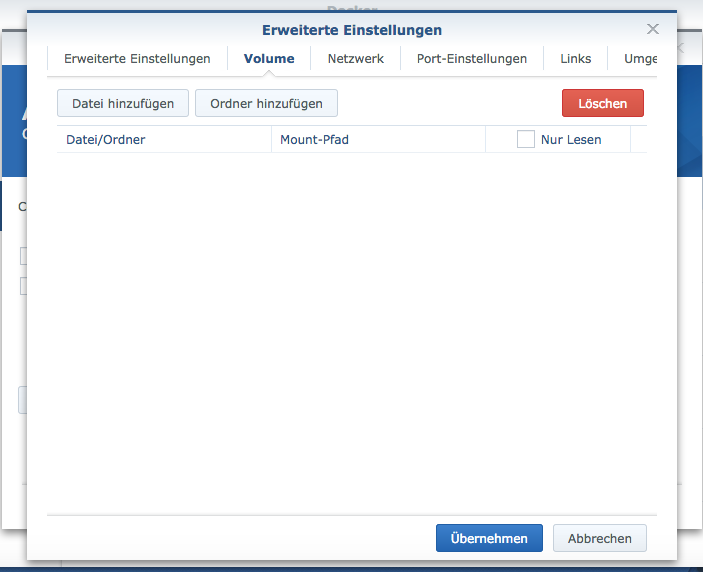 Docker
Erweiterte Einstellungen
Erweiterte Einstellungen Volume Netzwerk Port-Einstellungen Links Umge
Datei hinzufügen Ordner hinzufügen Löschen
Datei/Ordner Mount-Pfad Nur Lesen
Übernehmen Abbrechen